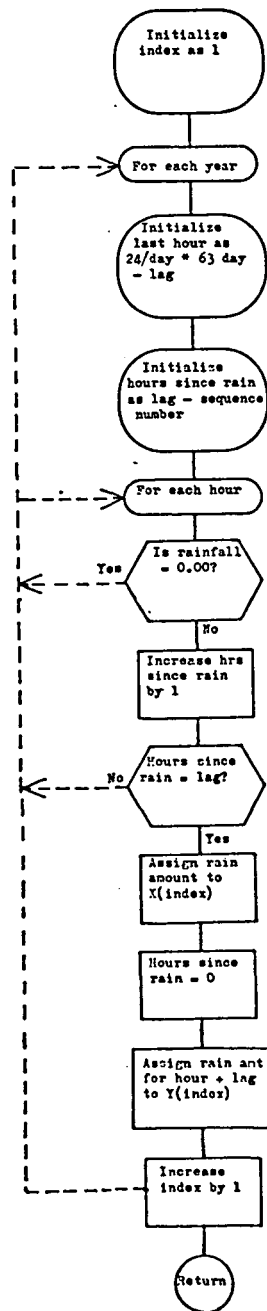 Initialize
index as 1
For each year
Initialize
last hour as
24/day * 63 day
- lag
Initialize
hours since rain
as lag - sequence
number
For each hour
Is rainfall
= 0.00?
Yes
No
Increase hrs
since rain
by 1
Hours since
rain = lag?
No
Yes
Assign rain
amount to
X(index)
Hours since
rain = 0
Assign rain amt
for hour + lag
to Y(index)
Increase
index by 1
Return